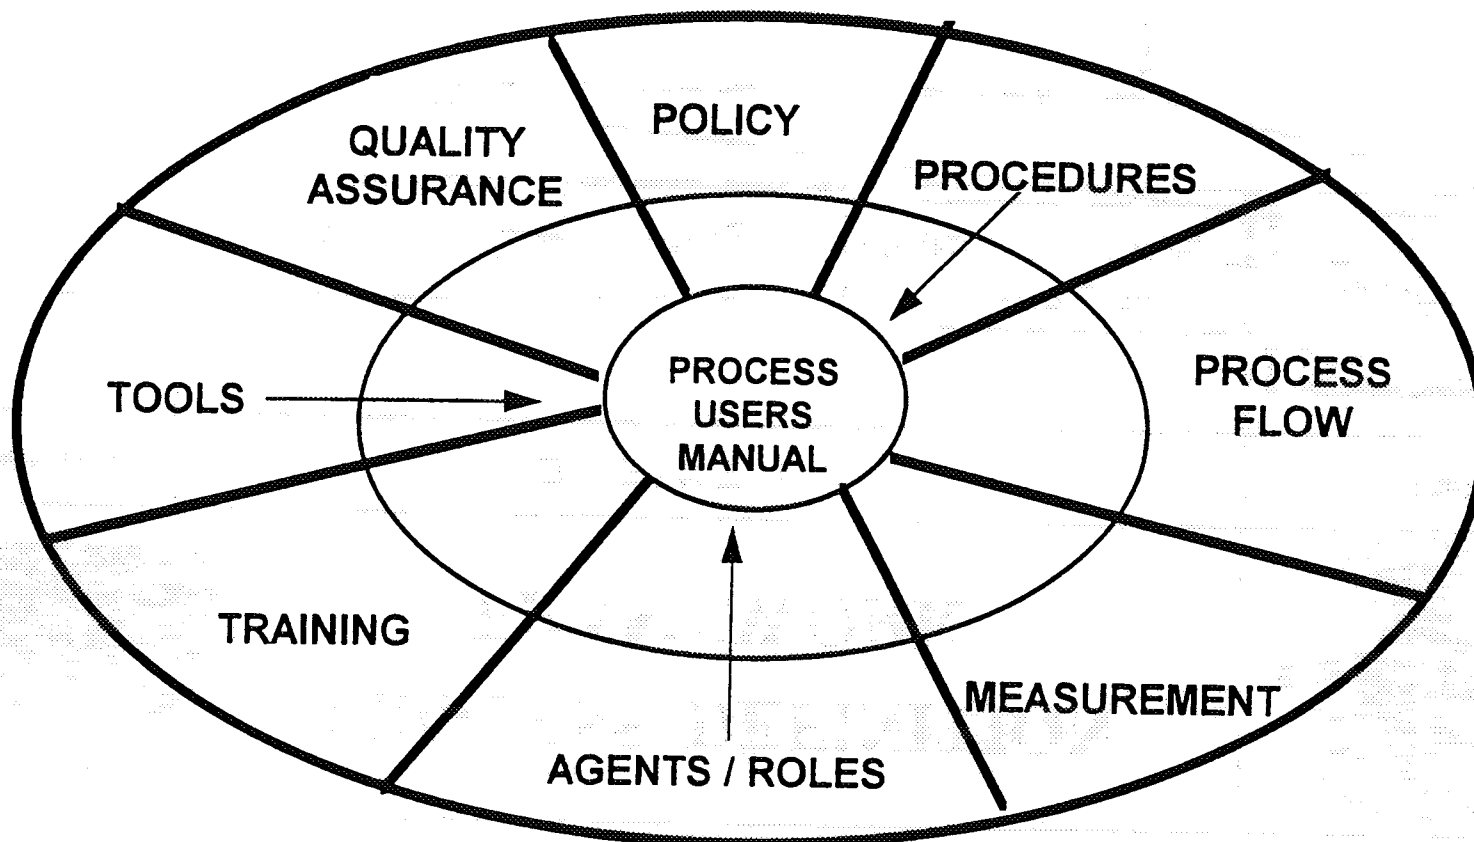 POLICY
QUALITY
ASSURANCE
PROCEDURES
PROCESS
FLOW
PROCESS
USERS
MANUAL
TOOLS
TRAINING
MEASUREMENT
AGENTS / ROLES